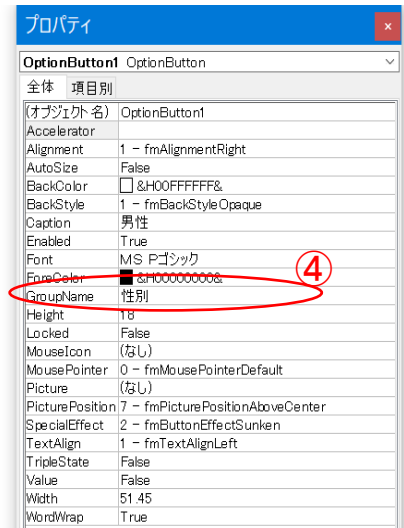 プロパティ ×
OptionButton1 OptionButton
全体 項目別
(オブジェクト名) OptionButton1
Accelerator
Alignment 1 - fmAlignmentRight
AutoSize False
BackColor &H00FFFFFF&
BackStyle 1 - fmBackStyleOpaque
Caption 男性
Enabled True
Font MS Pゴシック
ForeColor &H00000000&
④
GroupName 性別
Height 18
Locked False
MouseIcon (なし)
MousePointer 0 - fmMousePointerDefault
Picture (なし)
PicturePosition 7 - fmPicturePositionAboveCenter
SpecialEffect 2 - fmButtonEffectSunken
TextAlign 1 - fmTextAlignLeft
TripleState False
Value False
Width 51.45
WordWrap True